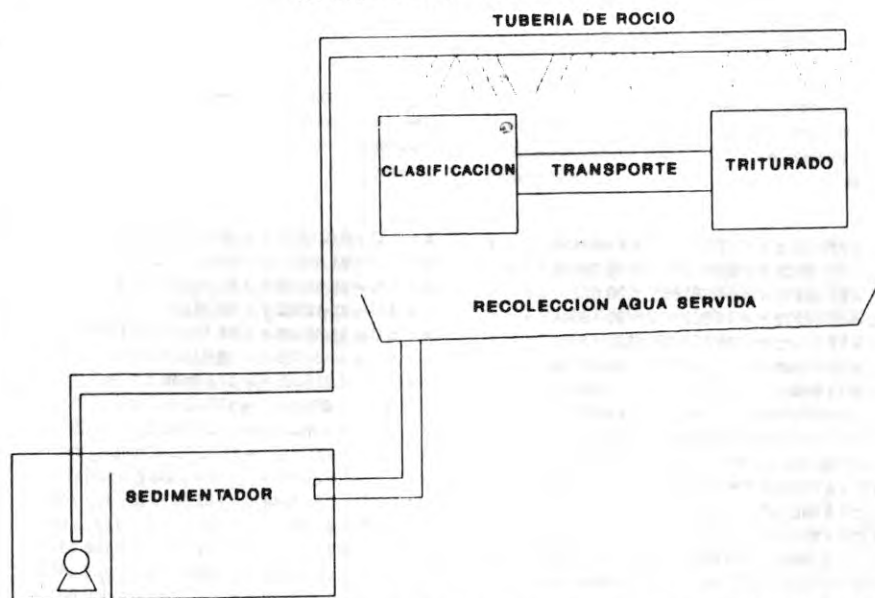 TUBERIA DE ROCIO
CLASIFICACION
TRANSPORTE
TRITURADO
RECOLECCION AGUA SERVIDA
SEDIMENTADOR